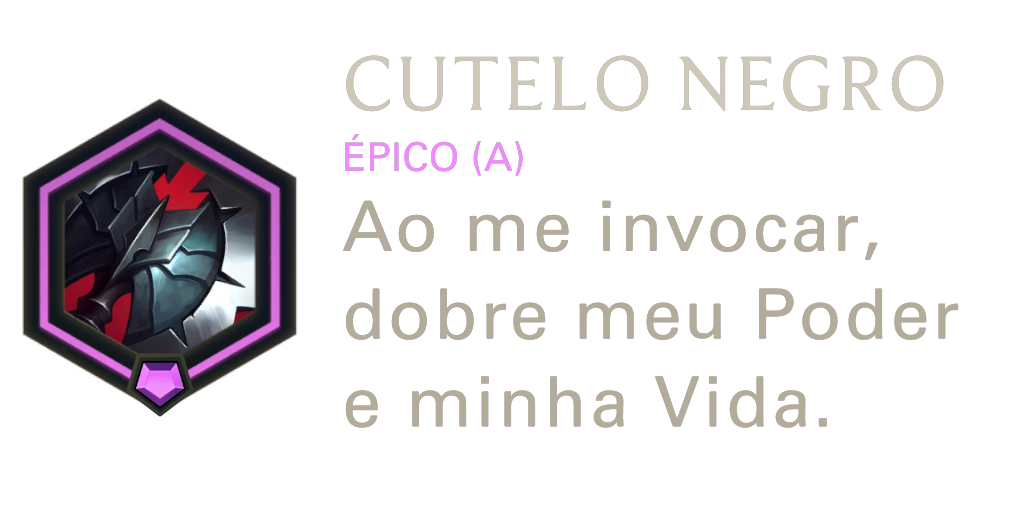 CUTELO NEGRO
ÉPICO (A)
Ao me invocar,
dobre meu Poder
e minha Vida.